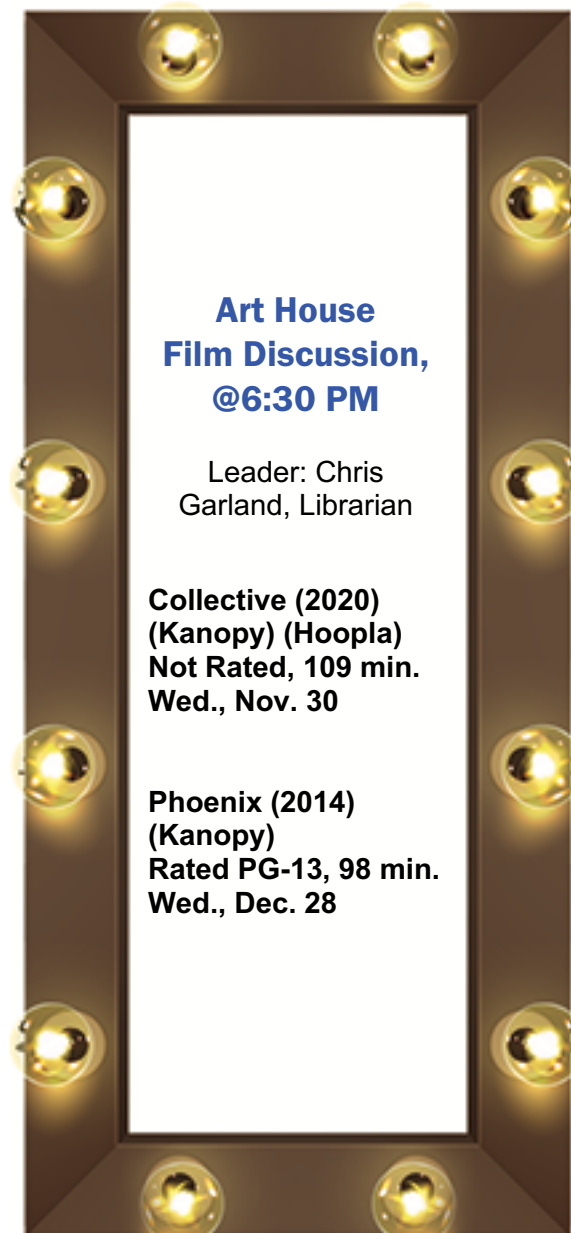 Art House
Film Discussion,
@6:30 PM
Leader: Chris
Garland, Librarian
Collective (2020)
(Kanopy) (Hoopla)
Not Rated, 109 min.
Wed., Nov. 30
Phoenix (2014)
(Kanopy)
Rated PG-13, 98 min.
Wed., Dec. 28